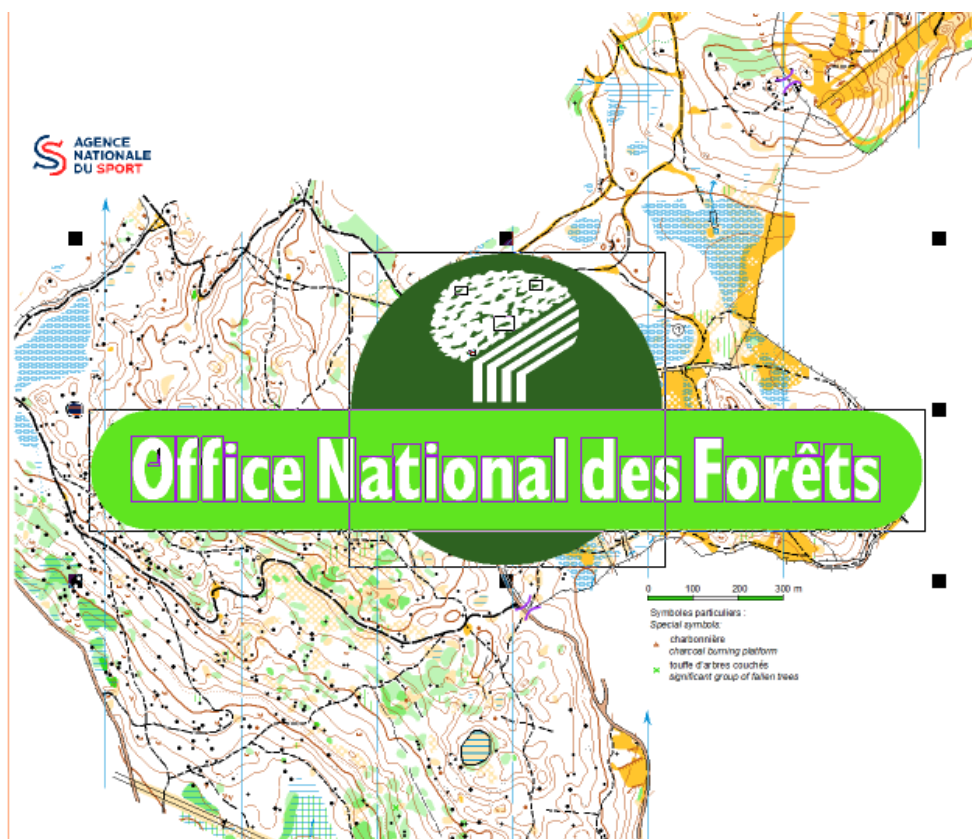 AGENCE
NATIONALE
DU SPORT
Office National des Forêts
0 100 200 300 m
Symboles particuliers :
Special symbols:
charbonnière
charcoal burning platform
touffe d'arbres couchés
significant group of fallen trees